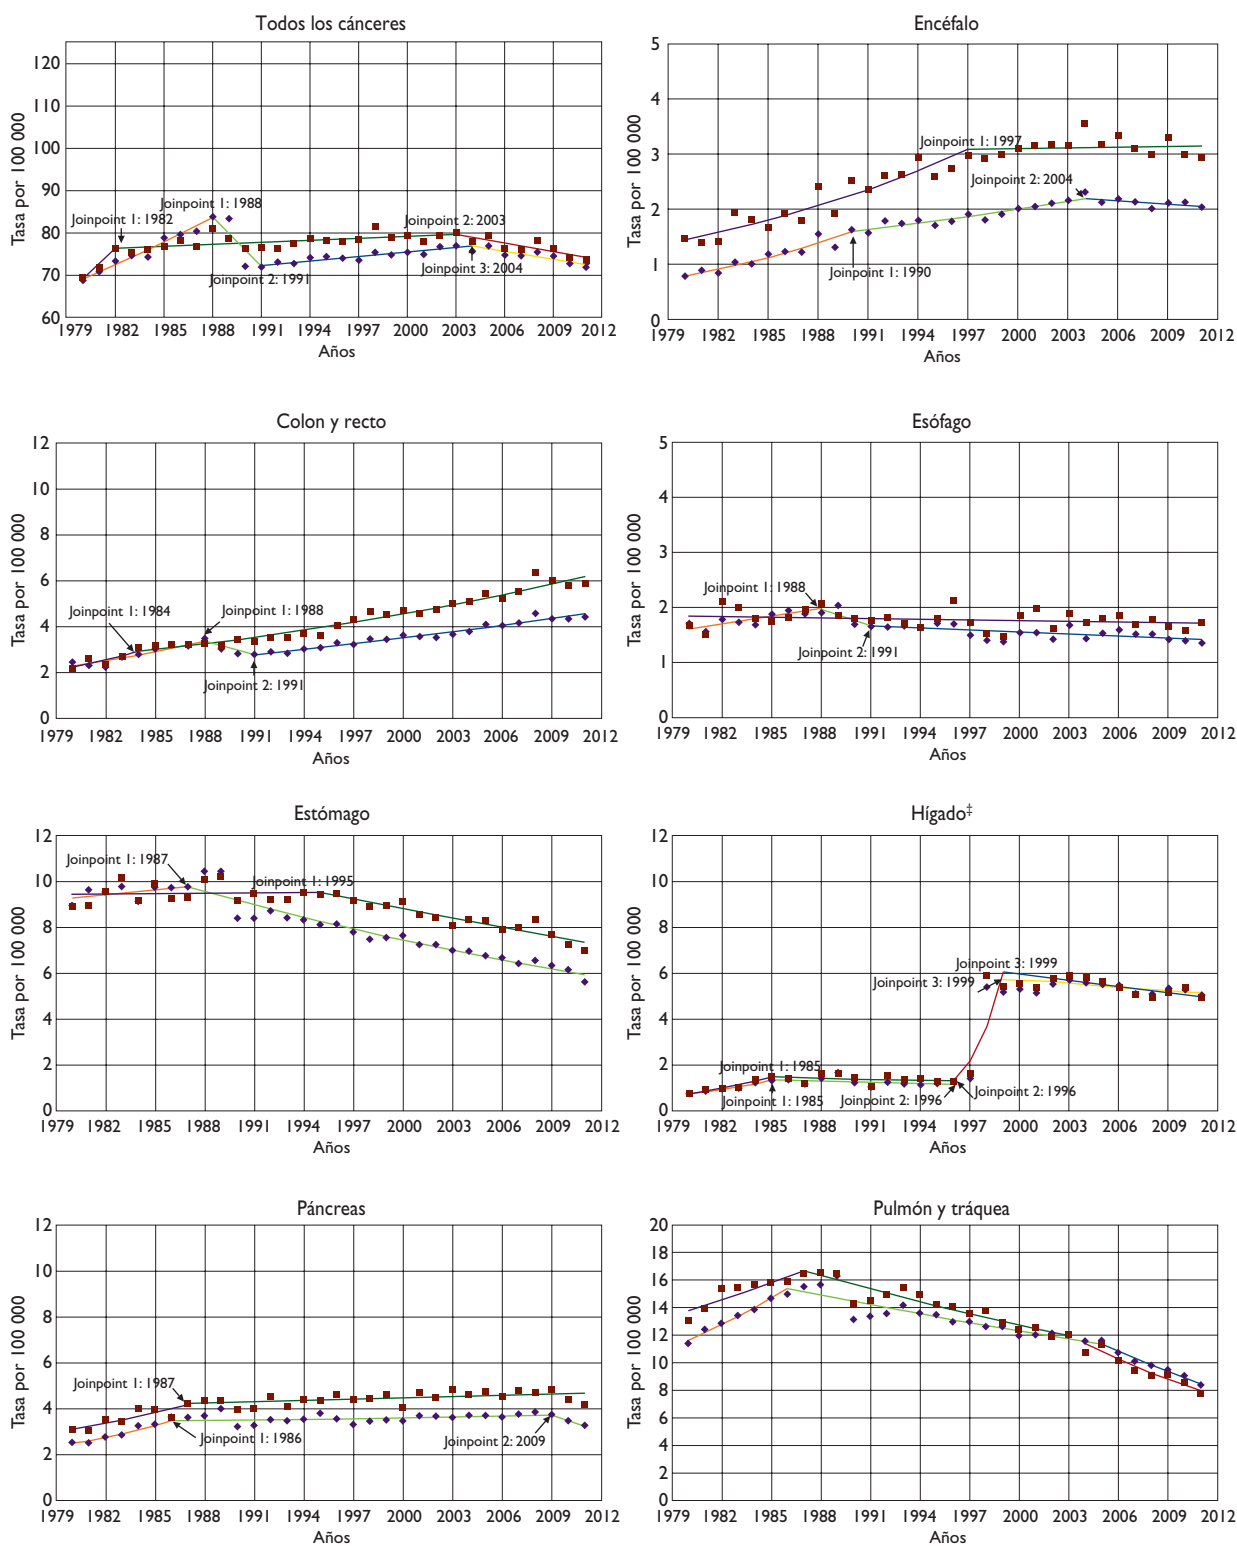 Todos los cánceres
Tasa por 100 000
120
110
100
90
80
70
60
Joinpoint 1: 1988
Joinpoint 1: 1982
Joinpoint 2: 2003
Joinpoint 3: 2004
Joinpoint 2: 1991
1979 1982 1985 1988 1991 1994 1997 2000 2003 2006 2009 2012
Años
Encéfalo
Tasa por 100 000
5
4
3
2
1
0
Joinpoint 1: 1997
Joinpoint 2: 2004
Joinpoint 1: 1990
1979 1982 1985 1988 1991 1994 1997 2000 2003 2006 2009 2012
Años
Colon y recto
Tasa por 100 000
12
10
8
6
4
2
0
Joinpoint 1: 1984
Joinpoint 1: 1988
Joinpoint 2: 1991
1979 1982 1985 1988 1991 1994 1997 2000 2003 2006 2009 2012
Años
Esófago
Tasa por 100 000
5
4
3
2
1
0
Joinpoint 1: 1988
Joinpoint 2: 1991
1979 1982 1985 1988 1991 1994 1997 2000 2003 2006 2009 2012
Años
Estómago
Tasa por 100 000
12
10
8
6
4
2
0
Joinpoint 1: 1987
Joinpoint 1: 1995
1979 1982 1985 1988 1991 1994 1997 2000 2003 2006 2009 2012
Años
Hígado‡
Tasa por 100 000
12
10
8
6
4
2
0
Joinpoint 3: 1999
Joinpoint 3: 1999
Joinpoint 1: 1985
Joinpoint 2: 1996
Joinpoint 1: 1985
Joinpoint 2: 1996
1979 1982 1985 1988 1991 1994 1997 2000 2003 2006 2009 2012
Años
Páncreas
Tasa por 1000 000
12
10
8
6
4
2
0
Joinpoint 1: 1987
Joinpoint 1: 1986
Joinpoint 2: 2009
1979 1982 1985 1988 1991 1994 1997 2000 2003 2006 2009 2012
Años
Pulmón y tráquea
Tasa por 100 000
20
18
16
14
12
10
8
6
4
2
2
0
1979 1982 1985 1988 1991 1994 1997 2000 2003 2006 2009 2012
Años